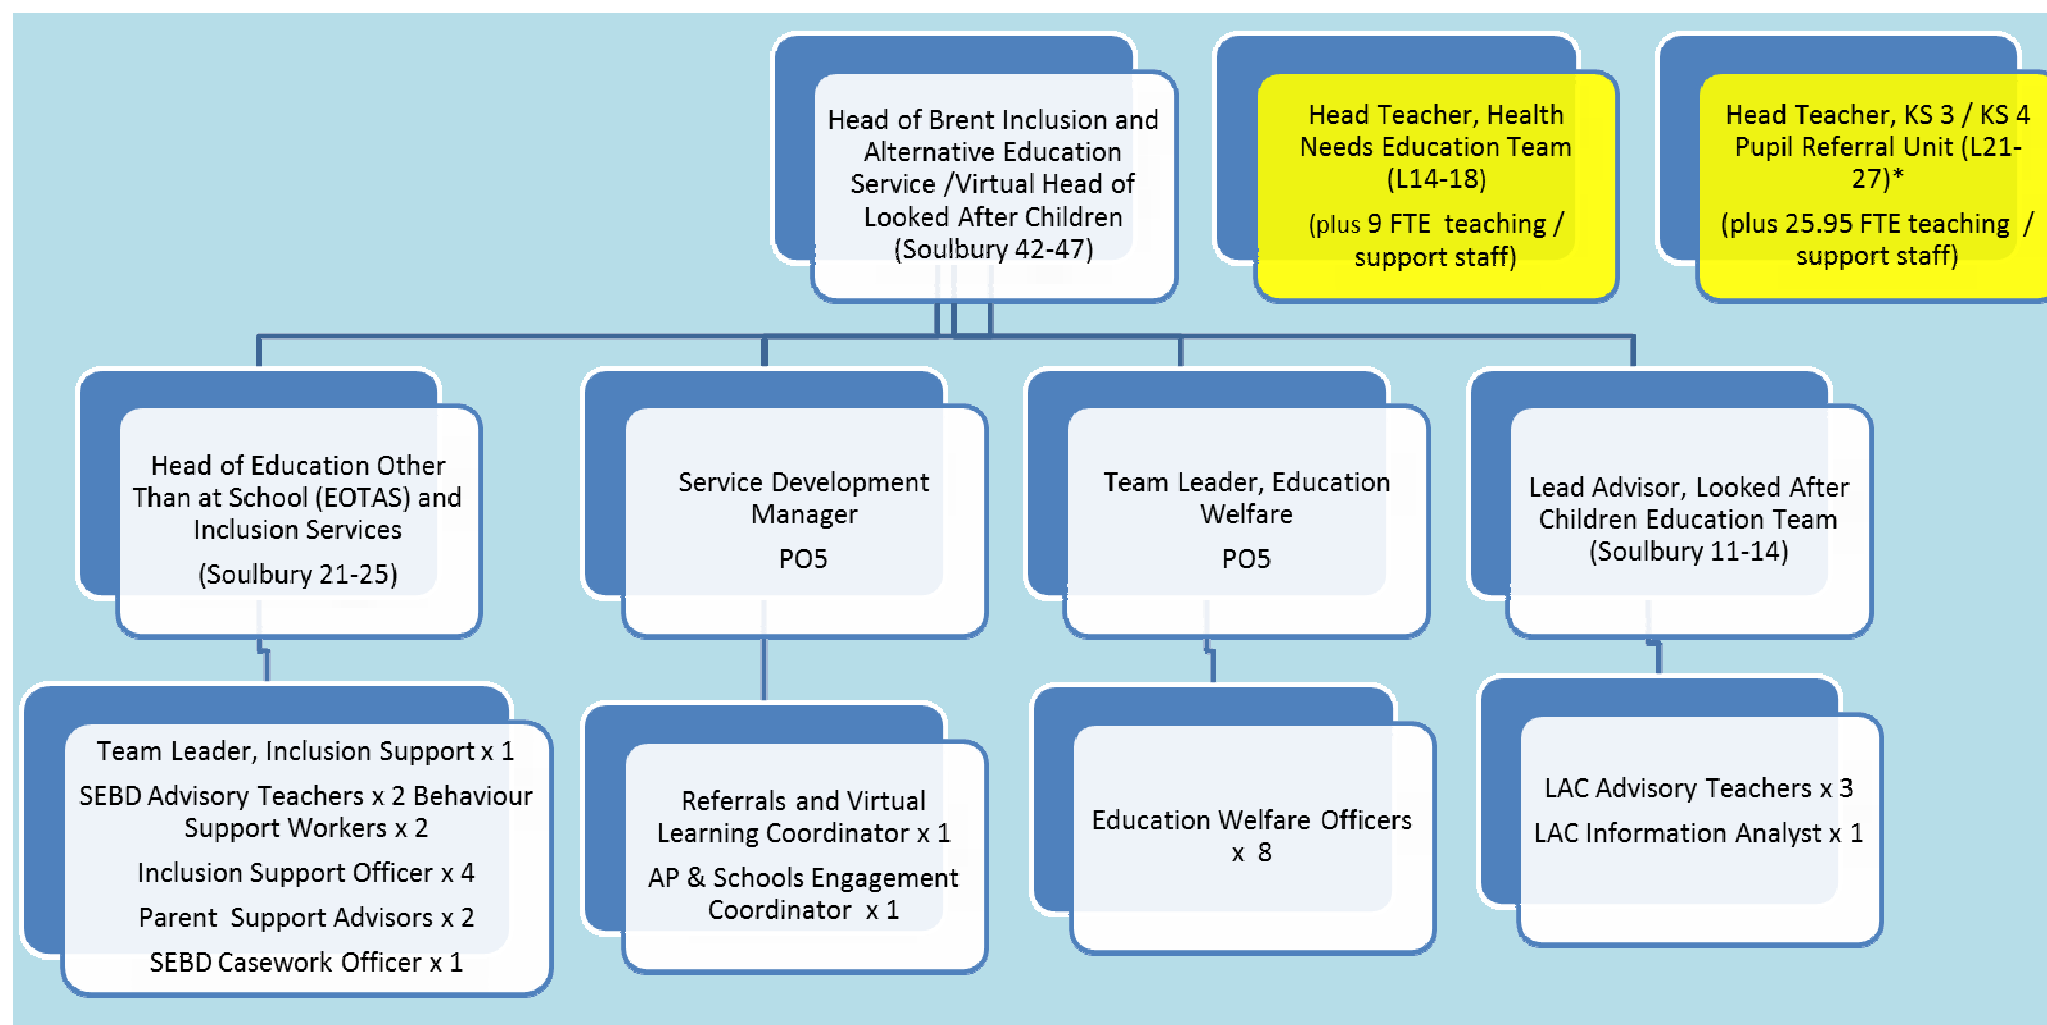 Head of Brent Inclusion and
Alternative Education
Service /Virtual Head of
Looked After Children
(Soulbury 42-47)
Head Teacher, Health
Needs Education Team
(L14-18)
(plus 9 FTE teaching /
support staff)
Head Teacher, KS 3 / KS 4
Pupil Referral Unit (L21-
27)*
(plus 25.95 FTE teaching /
support staff)
Head of Education Other
Than at School (EOTAS) and
Inclusion Services
(Soulbury 21-25)
Service Development
Manager
PO5
Team Leader, Education
Welfare
PO5
Lead Advisor, Looked After
Children Education Team
(Soulbury 11-14)
Team Leader, Inclusion Support x 1
SEBD Advisory Teachers x 2 Behaviour
Support Workers x 2
Inclusion Support Officer x 4
Parent Support Advisors x 2
SEBD Casework Officer x 1
Referrals and Virtual
Learning Coordinator x 1
AP & Schools Engagement
Coordinator x 1
Education Welfare Officers
x 8
LAC Advisory Teachers x 3
LAC Information Analyst x 1